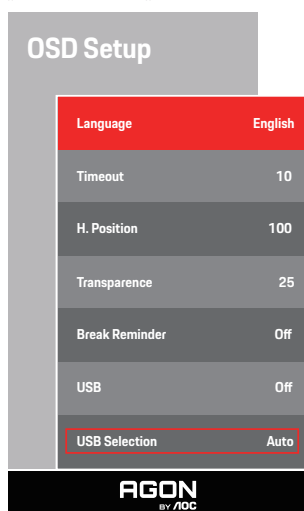 OSD Setup
Language English
Timeout 10
H. Position 100
Transparence 25
Break Reminder Off
USB Off
USB Selection Auto
AGON
BY AOC